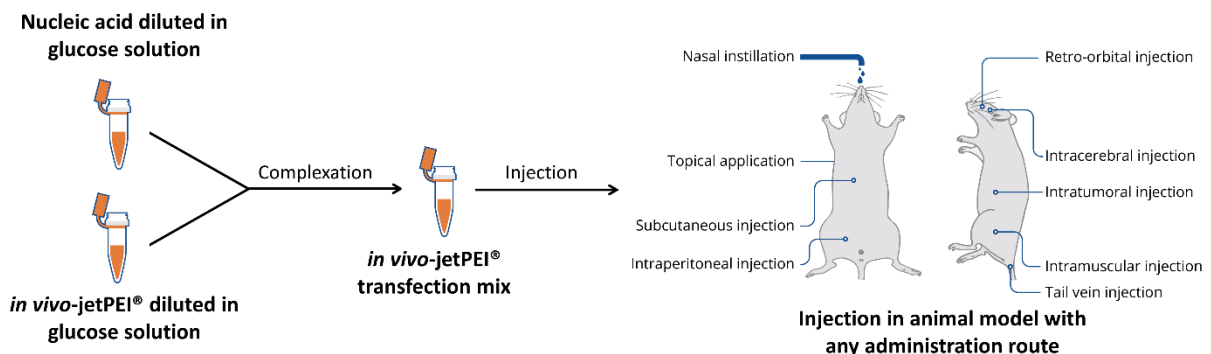 Nucleic acid diluted in
glucose solution
in vivo-jetPEI® diluted in
glucose solution
Complexation
in vivo-jetPEI®
transfection mix
Injection
Nasal instillation
Topical application
Subcutaneous injection
Intraperitoneal injection
Retro-orbital injection
Intracerebral injection
Intratumoral injection
Intramuscular injection
Tail vein injection
Injection in animal model with
any administration route